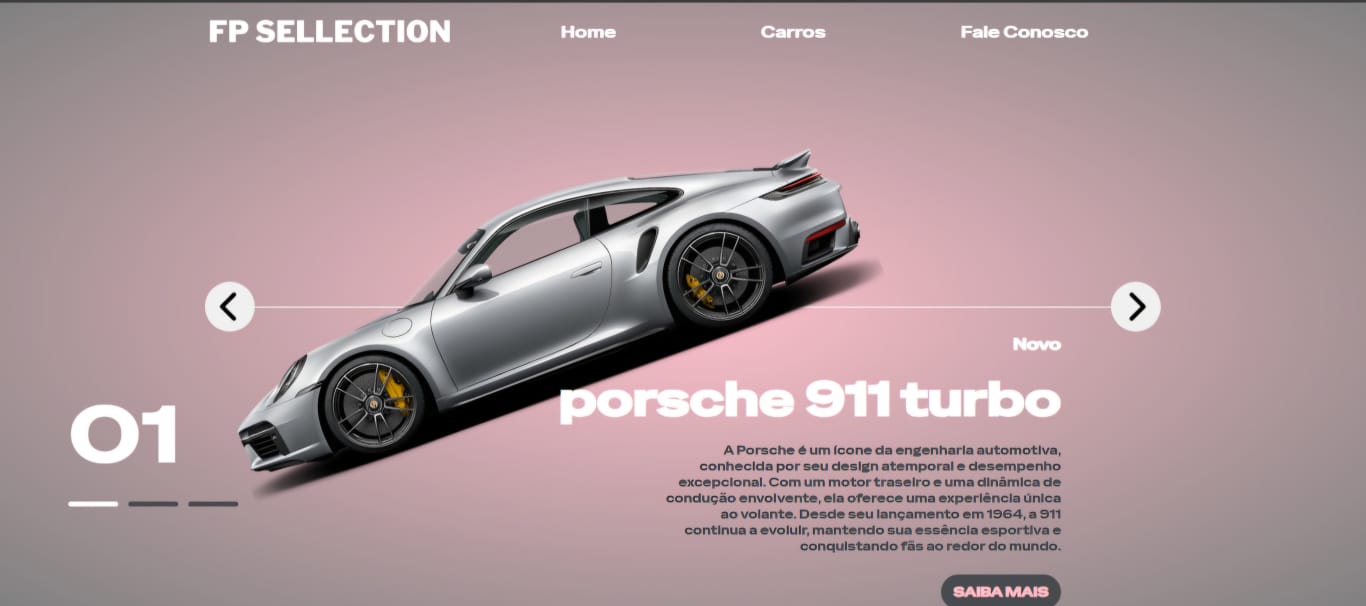 FP SELLECTION
Home
Carros
Fale Conosco
Novo
porsche 911 turbo
01
A Porsche é um ícone da engenharia automotiva,
conhecida por seu design atemporal e desempenho
excepcional. Com um motor traseiro e uma dinâmica de
condução envolvente, ela oferece uma experiência única
ao volante. Desde seu lançamento em 1964, a 911
continua a evoluir, mantendo sua essência esportiva e
conquistando fãs ao redor do mundo.
SAIBA MAIS